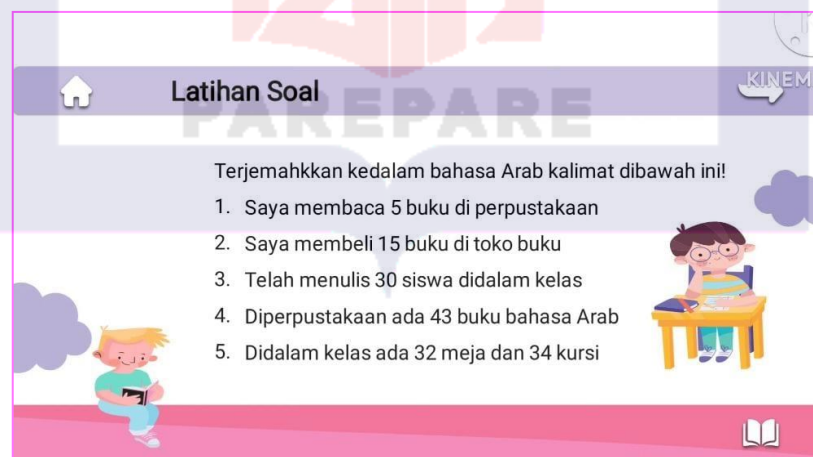 KINEM
Latihan Soal
PAREPARE
Terjemahkkan kedalam bahasa Arab kalimat dibawah ini!
1. Saya membaca 5 buku di perpustakaan
2. Saya membeli 15 buku di toko buku
3. Telah menulis 30 siswa didalam kelas
4. Diperpustakaan ada 43 buku bahasa Arab
5. Didalam kelas ada 32 meja dan 34 kursi